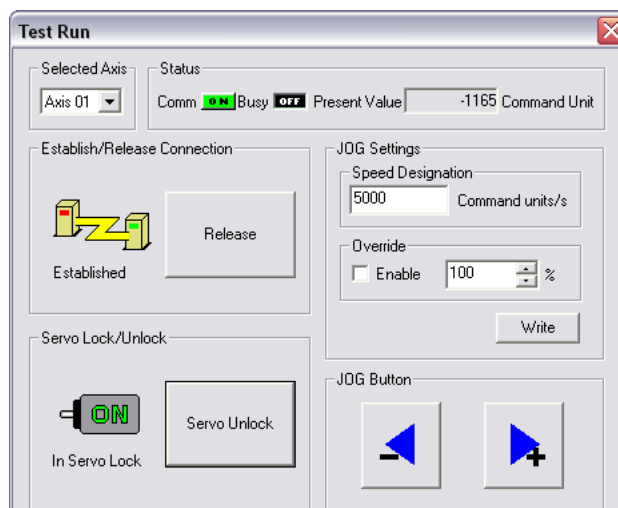 Test Run
Selected Axis
Axis 01
Status
Comm ON Busy OFF Present Value -1165 Command Unit
Establish/Release Connection
Established
Release
JOG Settings
Speed Designation
5000 Command units/s
Override
Enable 100 %
Write
Servo Lock/Unlock
ON
In Servo Lock
Servo Unlock
JOG Button
-
+